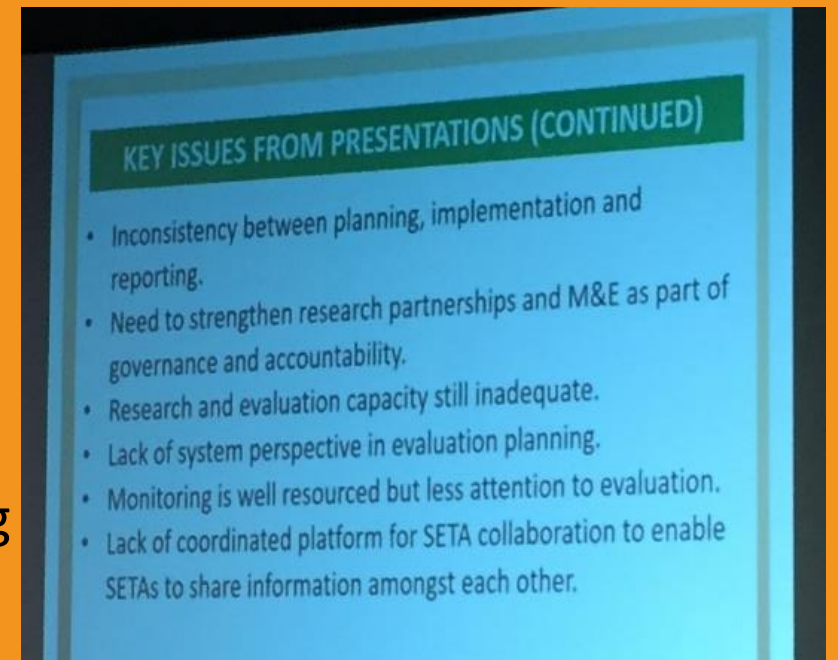 KEY ISSUES FROM PRESENTATIONS (CONTINUED)
• Inconsistency between planning, implementation and
reporting.
• Need to strengthen research partnerships and M&E as part of
governance and accountability.
• Research and evaluation capacity still inadequate.
• Lack of system perspective in evaluation planning.
• Monitoring is well resourced but less attention to evaluation.
g
• Lack of coordinated platform for SETA collaboration to enable
SETAs to share information amongst each other.